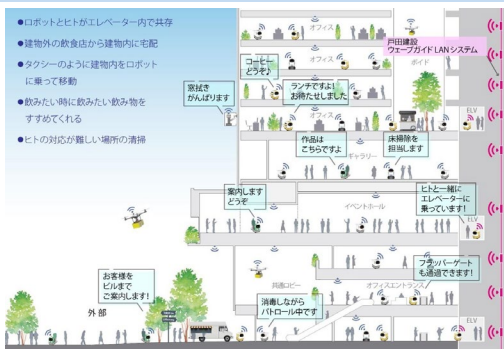 ●ロボットとヒトがエレベーター内で共存
●建物外の飲食店から建物内に宅配
●タクシーのように建物内をロボット
に乗って移動
●飲みたい時に飲みたい飲み物を
すすめてくれる
●ヒトの対応が難しい場所の清掃
オフィス
戸田建設
ウェーブガイドLANシステム
コーヒー
どうぞ♪
オフィス
ボイド
窓拭き
がんばります
ランチですよ!
お待たせしました
オフィス
ELV
作品は
こちらですよ
未掃除を
担当します
ギャラリー
案内します
どうぞ
イベントホール
ヒトと一緒に
エレベーターに
乗っています!
ELV
お客様を
ビルまで
ご案内します!
共通ロビー
オフィスエントランス
フラッパーゲート
も通過できます!
外部
消毒しながら
パトロール中です
ELV